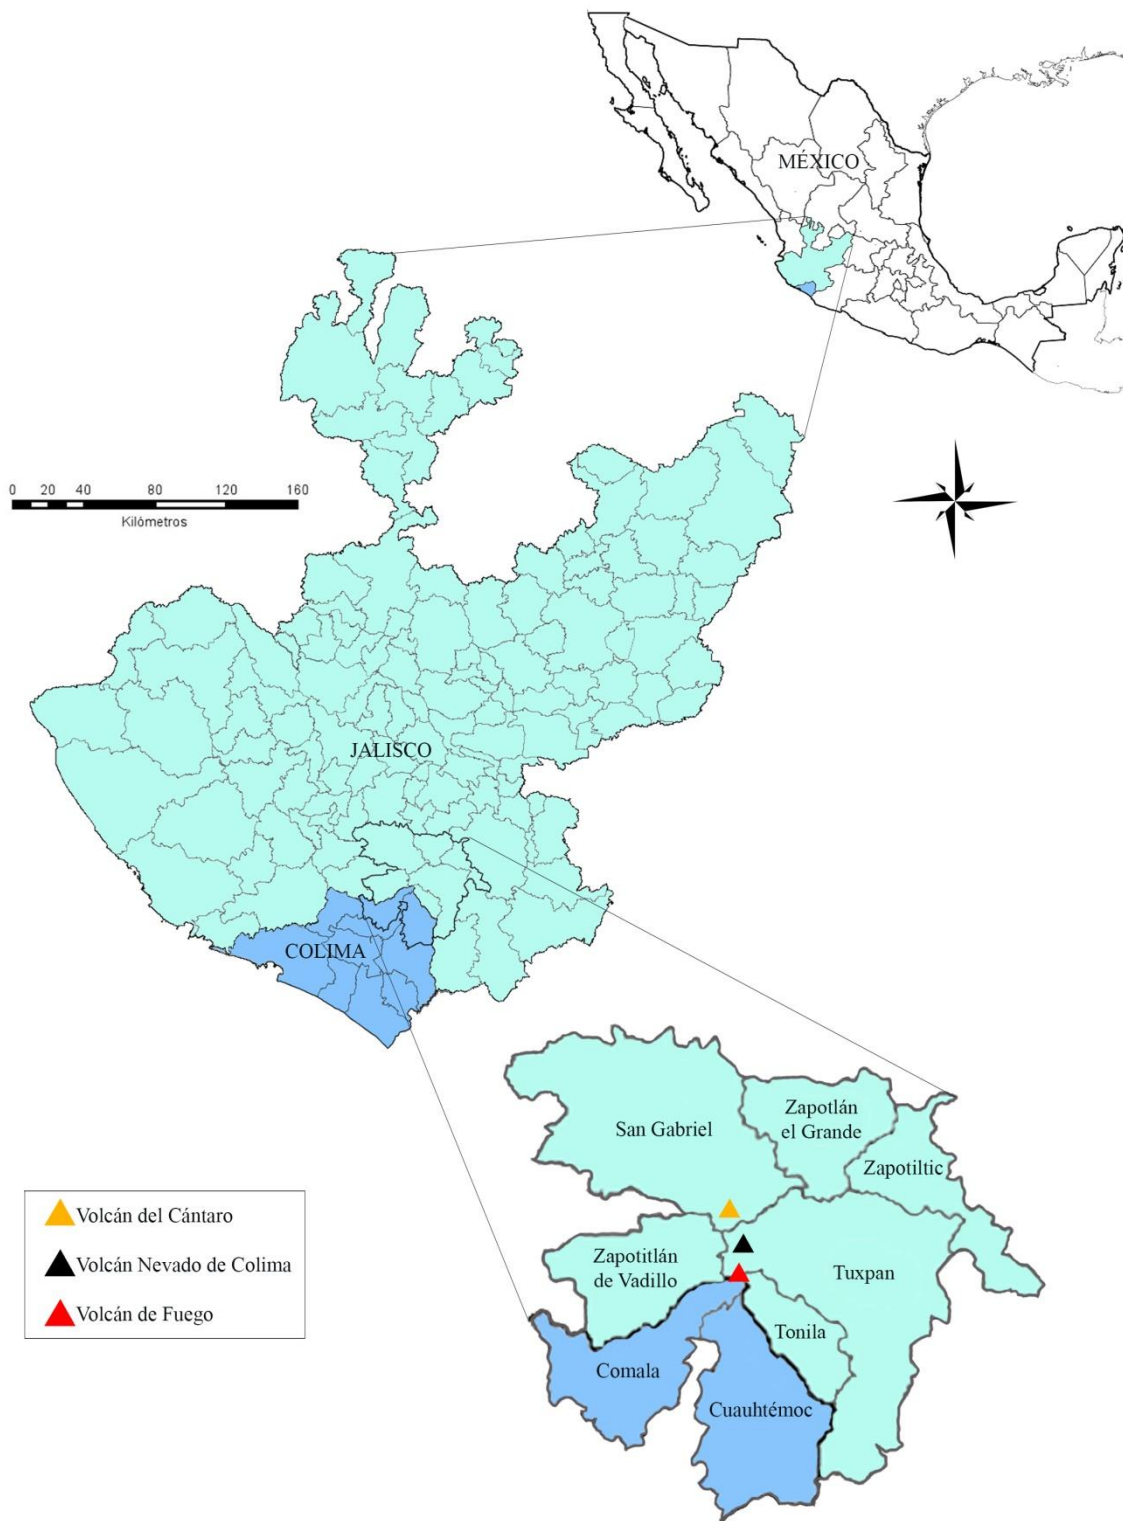 MÉXICO
0 20 40 80 120 160
Kilómetros
JALISCO
COLIMA
San Gabriel
Zapotlán
el Grande
Zapotiltic
Zapotitlán
de Vadillo
Tuxpan
Tonila
Comala
Cuauhtémoc
Volcán del Cántaro
Volcán Nevado de Colima
Volcán de Fuego